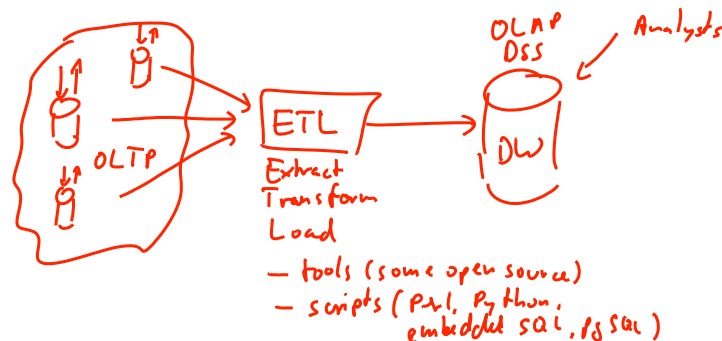 OLTP
ETL
Extract
Transform
Load
- tools (some open source)
- scripts (Perl, Python,
embedded SQL, pgSQL)
OLAP
DSS
DW
Analysts